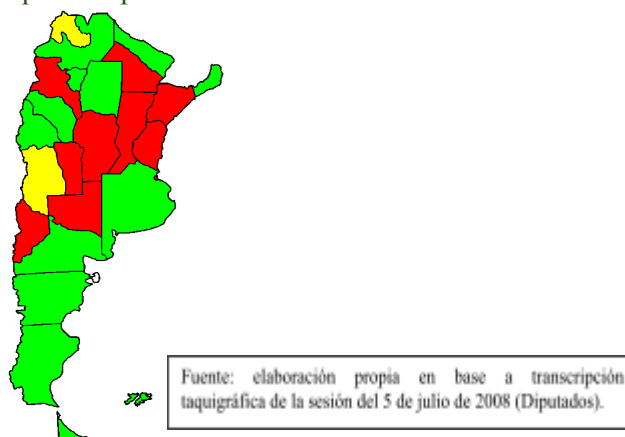 Fuente: elaboración propia en base a transcripción
taquigráfica de la sesión del 5 de julio de 2008 (Diputados).